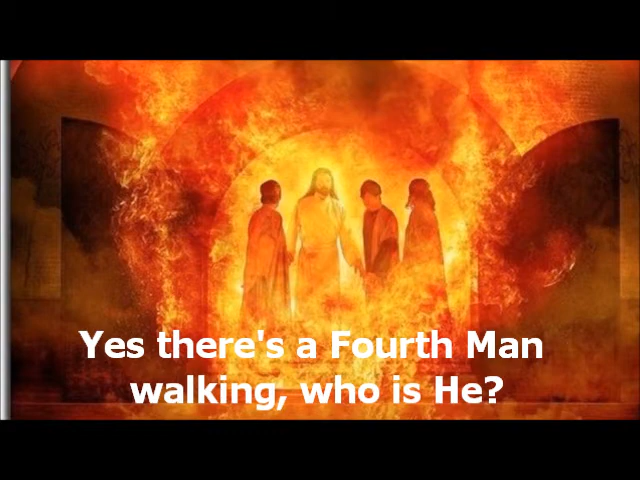 Yes there's a Fourth Man
walking, who is He?